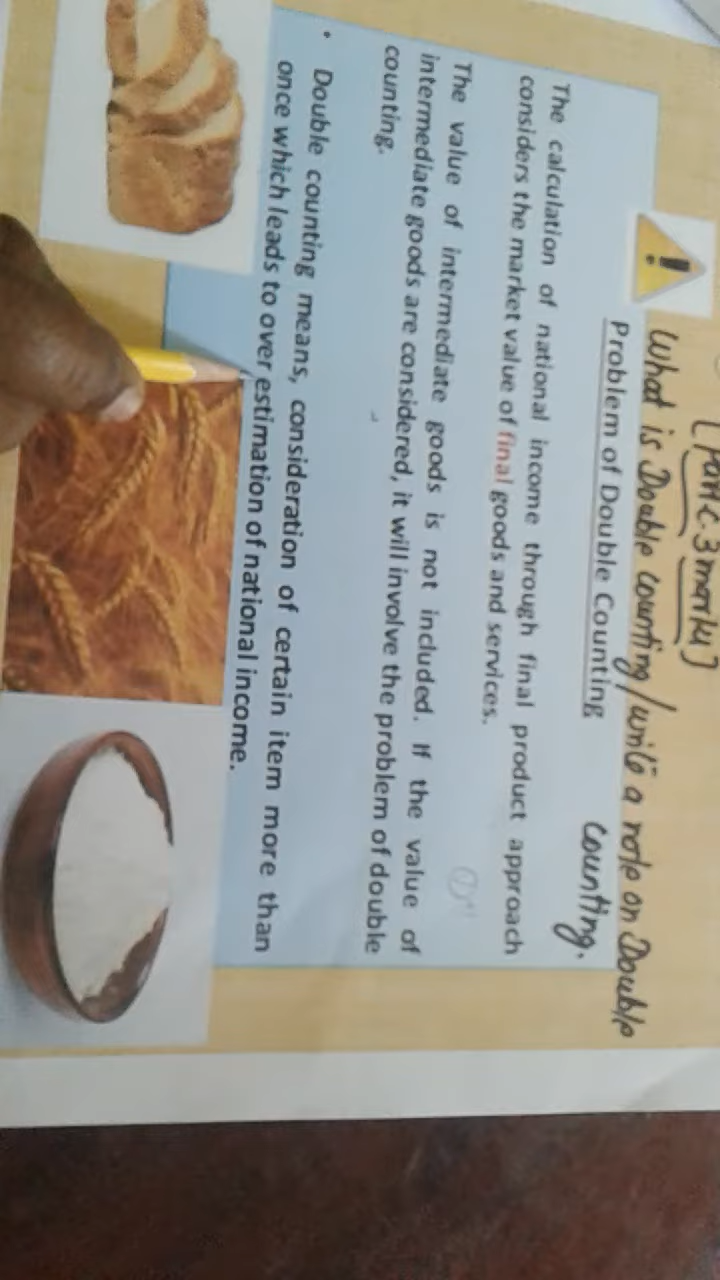 [Part C. 3 marks]
What is Double counting/write a note on Double
counting.
Problem of Double Counting
The calculation of national income through final product approach
considers the market value of final goods and services.
The value of intermediate goods is not included. If the value of
intermediate goods are considered, it will involve the problem of double
counting.
• Double counting means, consideration of certain item more than
once which leads to over estimation of national income.